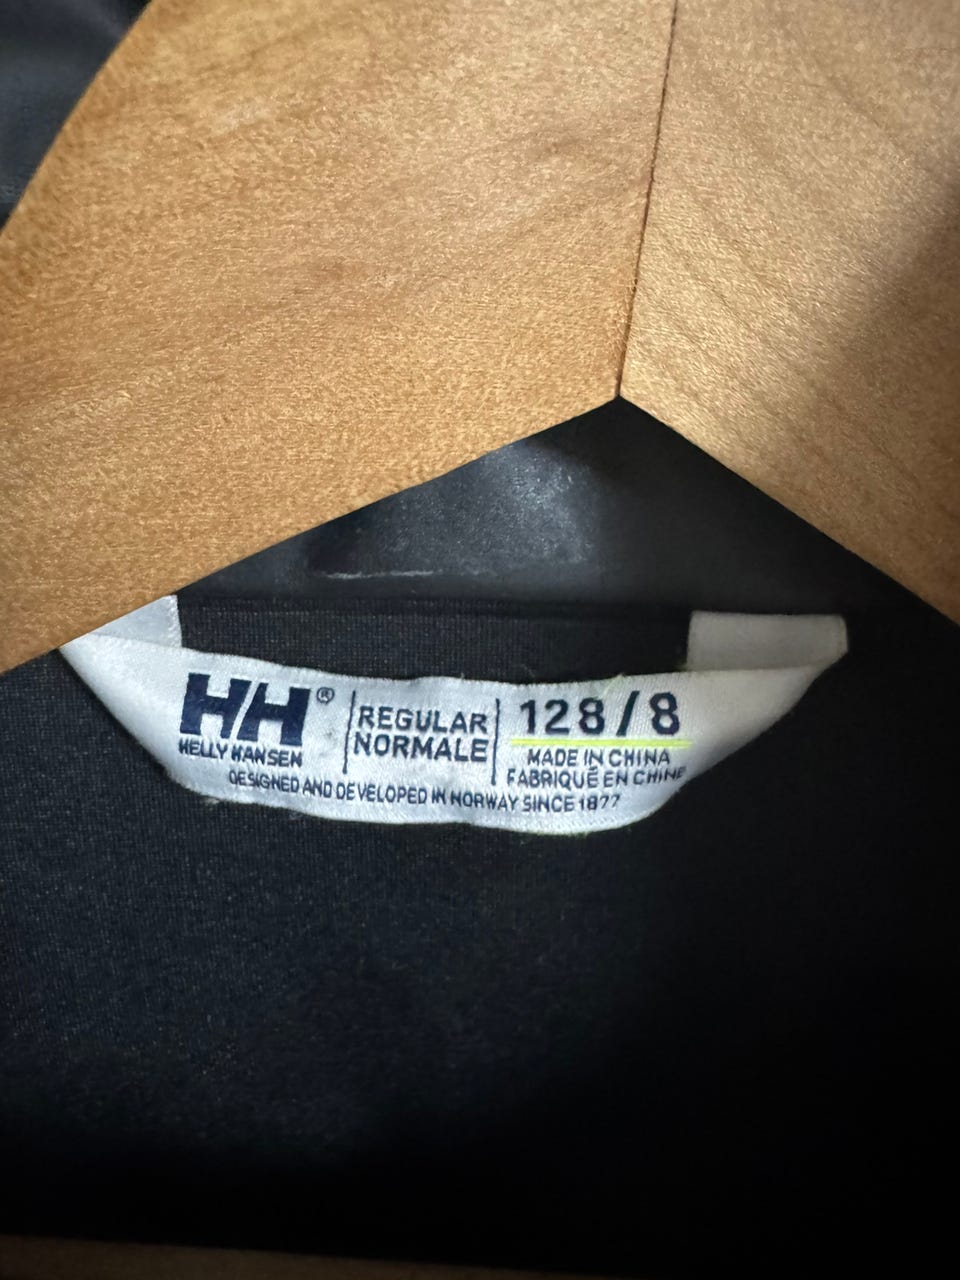 HH®
HELLY HANSEN
REGULAR
NORMALE
128/8
MADE IN CHINA
FABRIQUÉ EN CHINE
DESIGNED AND DEVELOPED IN NORWAY SINCE 1877